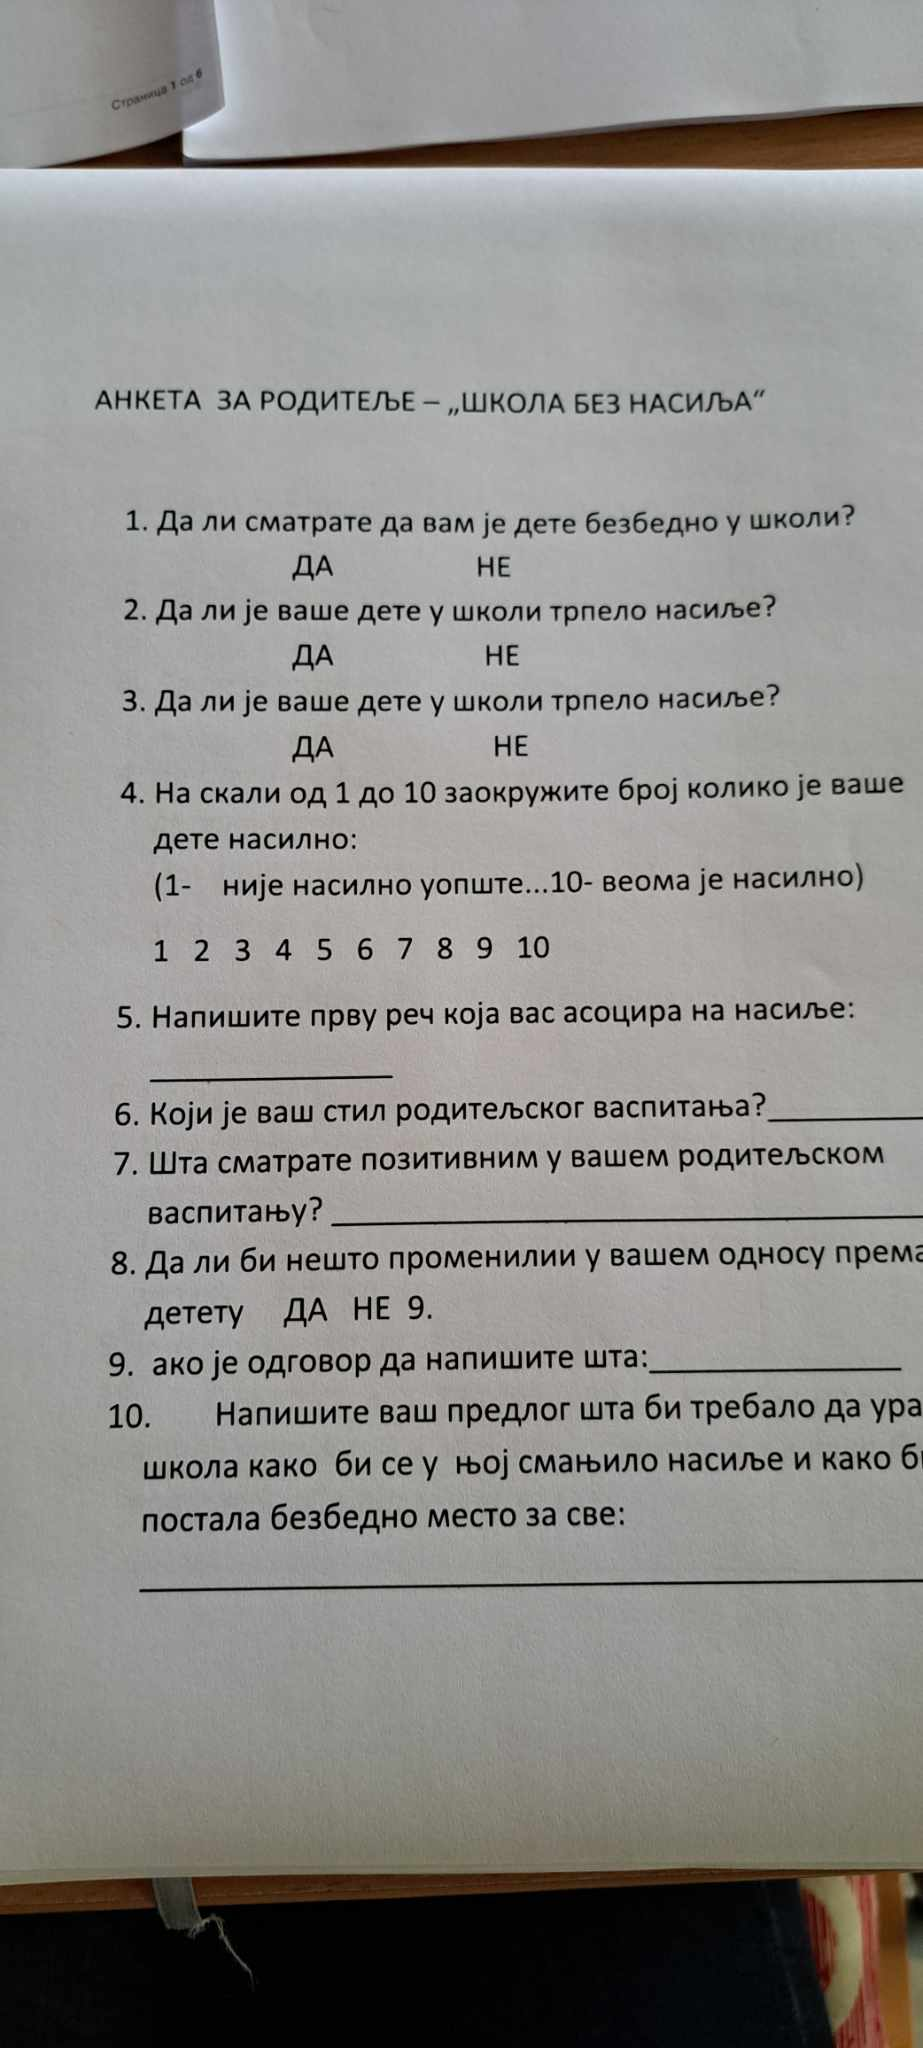 Страница 1 од 6
АНКЕТА ЗА РОДИТЕЉЕ – „ШКОЛА БЕЗ НАСИЉА“
1. Да ли сматрате да вам је дете безбедно у школи?
ДА НЕ
2. Да ли је ваше дете у школи трпело насиље?
ДА НЕ
3. Да ли је ваше дете у школи трпело насиље?
ДА НЕ
4. На скали од 1 до 10 заокружите број колико је ваше
дете насилно:
(1- није насилно уопште...10- веома је насилно)
1 2 3 4 5 6 7 8 9 10
5. Напишите прву реч која вас асоцира на насиље:
6. Који је ваш стил родитељског васпитања?
7. Шта сматрате позитивним у вашем родитељском
васпитању?
8. Да ли би нешто променилии у вашем односу према
детету ДА НЕ 9.
9. ако је одговор да напишите шта:
10. Напишите ваш предлог шта би требало да
школа како би се у њој смањило насиље и како
постала безбедно место за све: